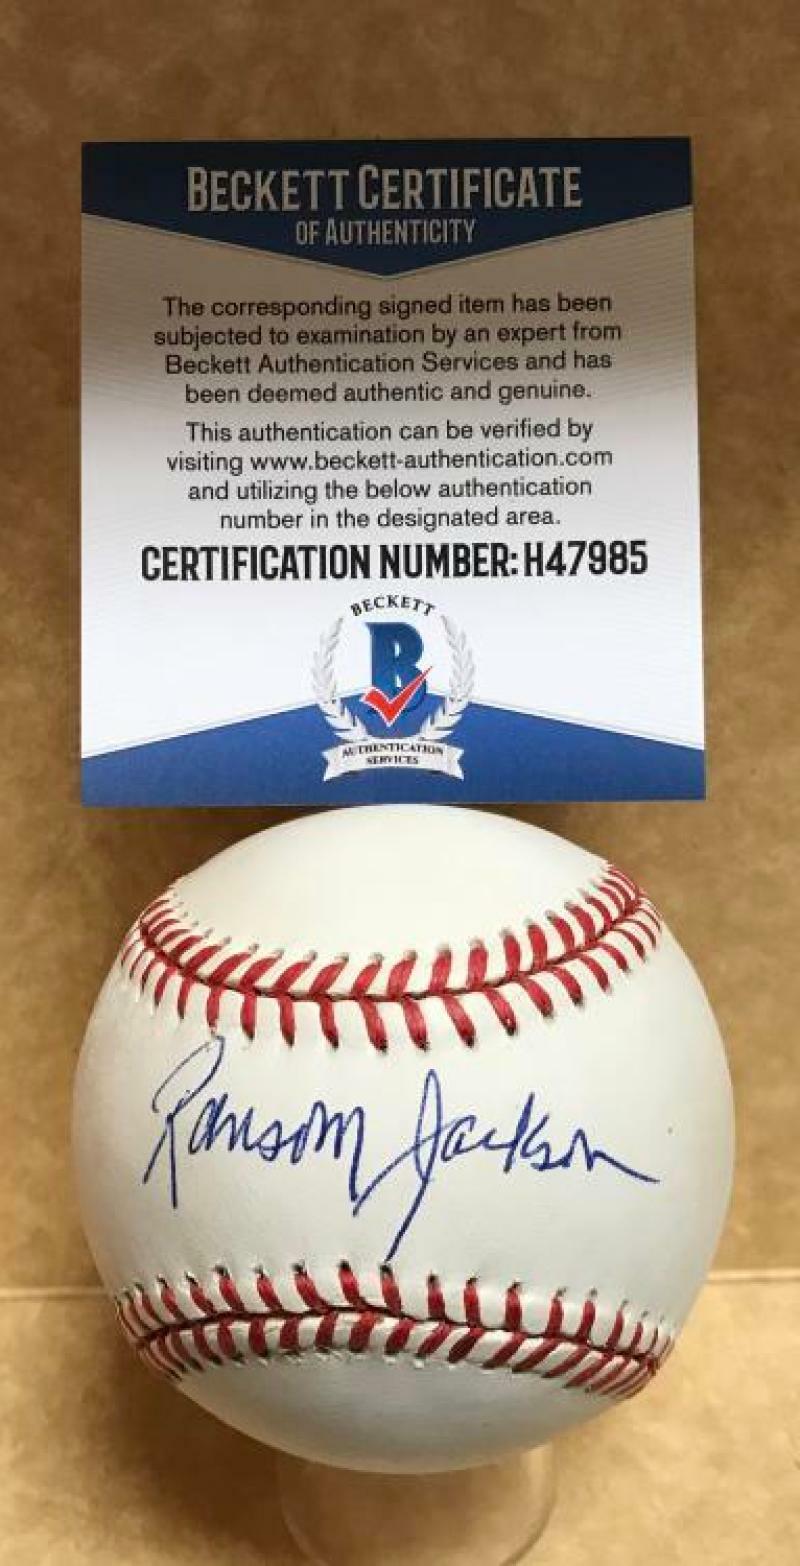 BECKETT CERTIFICATE
OF AUTHENTICITY
The corresponding signed item has been
subjected to examination by an expert from
Beckett Authentication Services and has
been deemed authentic and genuine.
This authentication can be verified by
visiting www.beckett-authentication.com
and utilizing the below authentication
number in the designated area.
CERTIFICATION NUMBER: H47985
BECKETT
B
AUTHENTICATION
SERVICES
Ransom Jackson